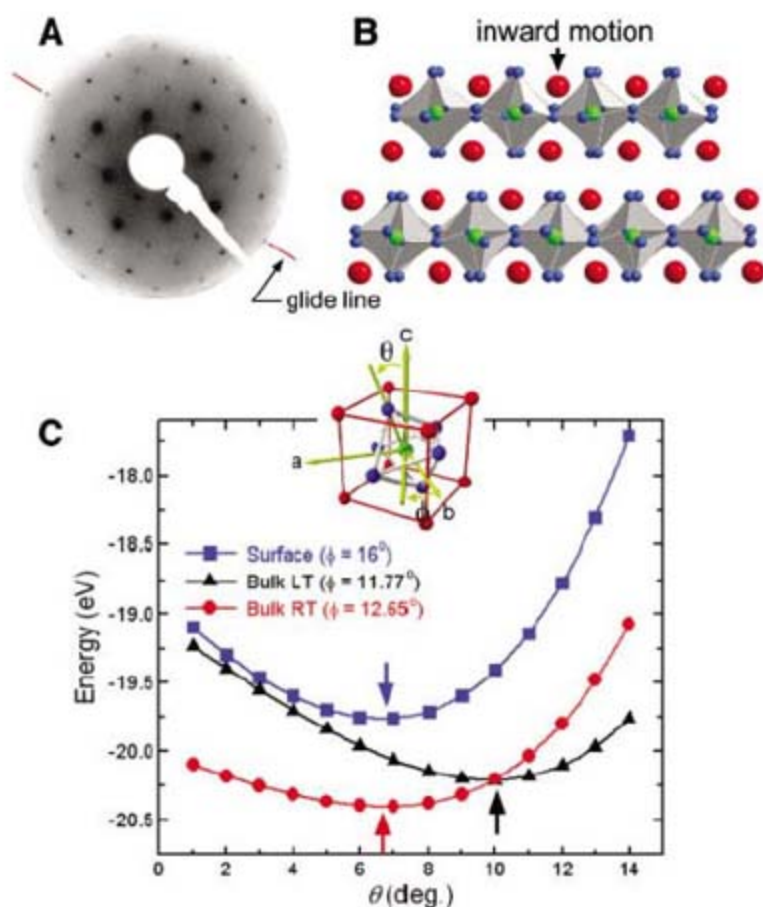 A
glide line
B
inward motion
C
θ
c
a
b
ϕ
Surface (ϕ = 16°)
Bulk LT (ϕ = 11.77°)
Bulk RT (ϕ = 12.65°)
Energy (eV)
-18.0
-18.5
-19.0
-19.5
-20.0
-20.5
0 2 4 6 8 10 12 14
θ (deg.)